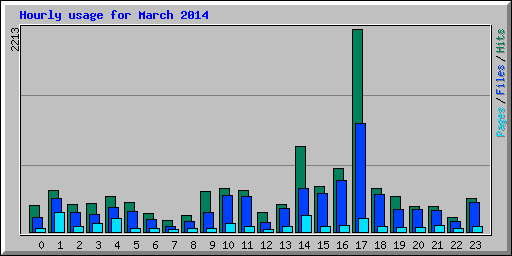 Hourly usage for March 2014
2213
Pages/Files/Hits
0 1 2 3 4 5 6 7 8 9 10 11 12 13 14 15 16 17 18 19 20 21 22 23